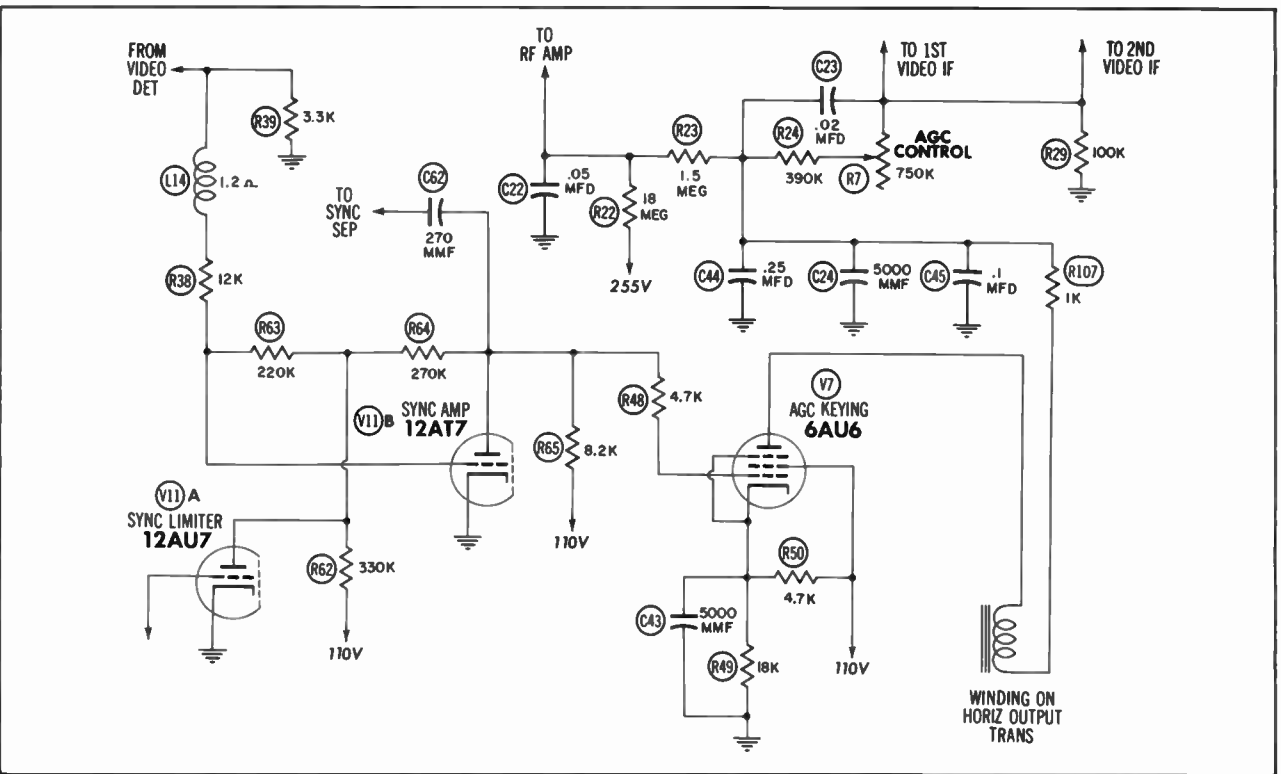 FROM
VIDEO
DET
R39
3.3K
L14
1.2Ω
TO
SYNC
SEP
C62
270
MMF
R38
12K
R63
220K
R64
270K
V11 B
SYNC AMP
12AT7
V11 A
SYNC LIMITER
12AU7
R62
330K
110V
R65
8.2K
110V
TO
RF AMP
C22
.05
MFD
R22
18
MEG
255V
R23
1.5
MEG
C23
.02
MFD
R24
390K
TO 1ST
VIDEO IF
AGC
CONTROL
R7
750K
TO 2ND
VIDEO IF
R29
100K
C44
.25
MFD
C24
5000
MMF
C45
.1
MFD
R107
1K
R48
4.7K
V7
AGC KEYING
6AU6
R50
4.7K
C43
5000
MMF
R49
18K
110V
WINDING ON
HORIZ OUTPUT
TRANS